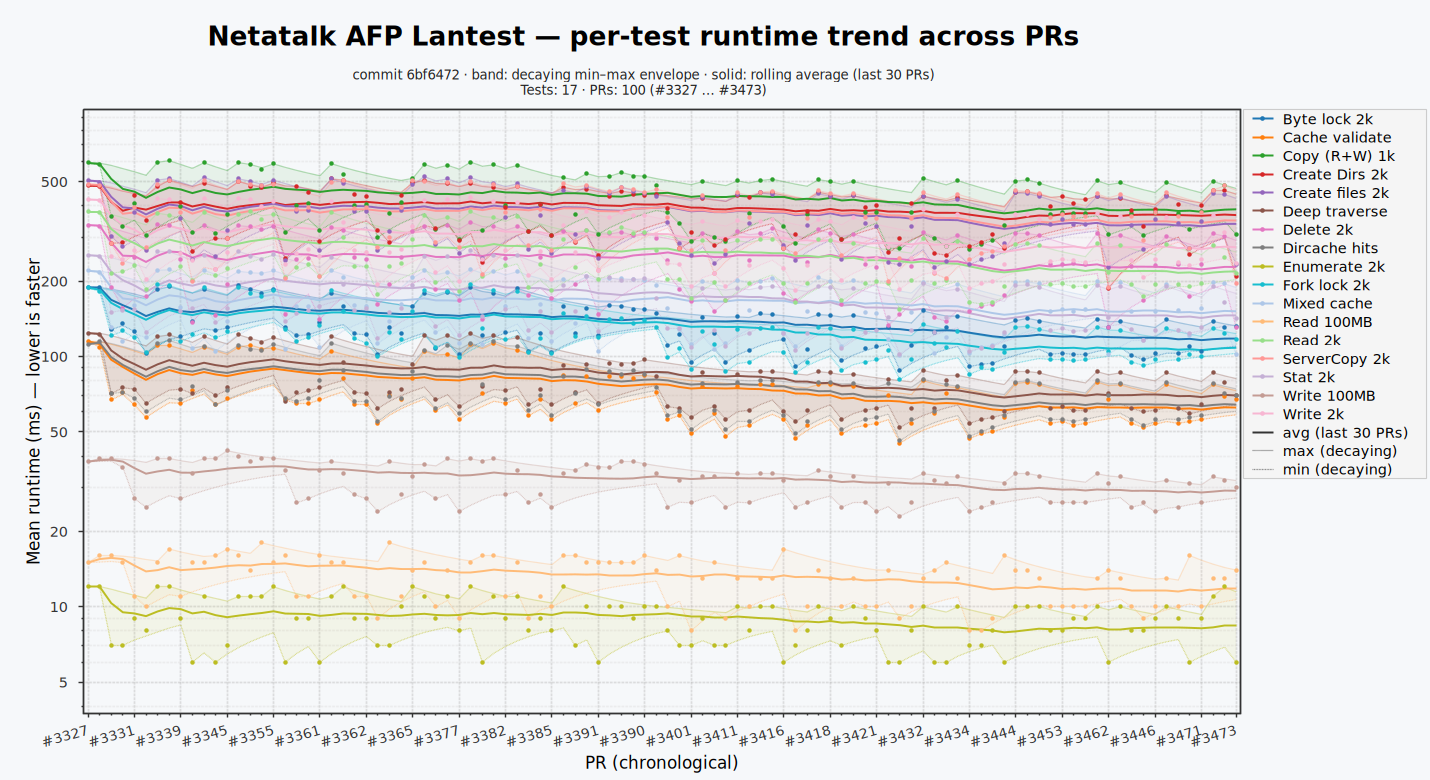 Netatalk AFP Lantest — per-test runtime trend across PRs
commit 6bf6472 · band: decaying min–max envelope · solid: rolling average (last 30 PRs)
Tests: 17 · PRs: 100 (#3327 … #3473)
Mean runtime (ms) — lower is faster
500
200
100
50
20
10
5
#3327 #3331 #3339 #3345 #3355 #3361 #3362 #3365 #3377 #3382 #3385 #3391 #3390 #3401 #3411 #3416 #3418 #3421 #3432 #3434 #3444 #3453 #3462 #3446 #3471 #3473
PR (chronological)
Byte lock 2k
Cache validate
Copy (R+W) 1k
Create Dirs 2k
Create files 2k
Deep traverse
Delete 2k
Dircache hits
Enumerate 2k
Fork lock 2k
Mixed cache
Read 100MB
Read 2k
ServerCopy 2k
Stat 2k
Write 100MB
Write 2k
avg (last 30 PRs)
max (decaying)
min (decaying)